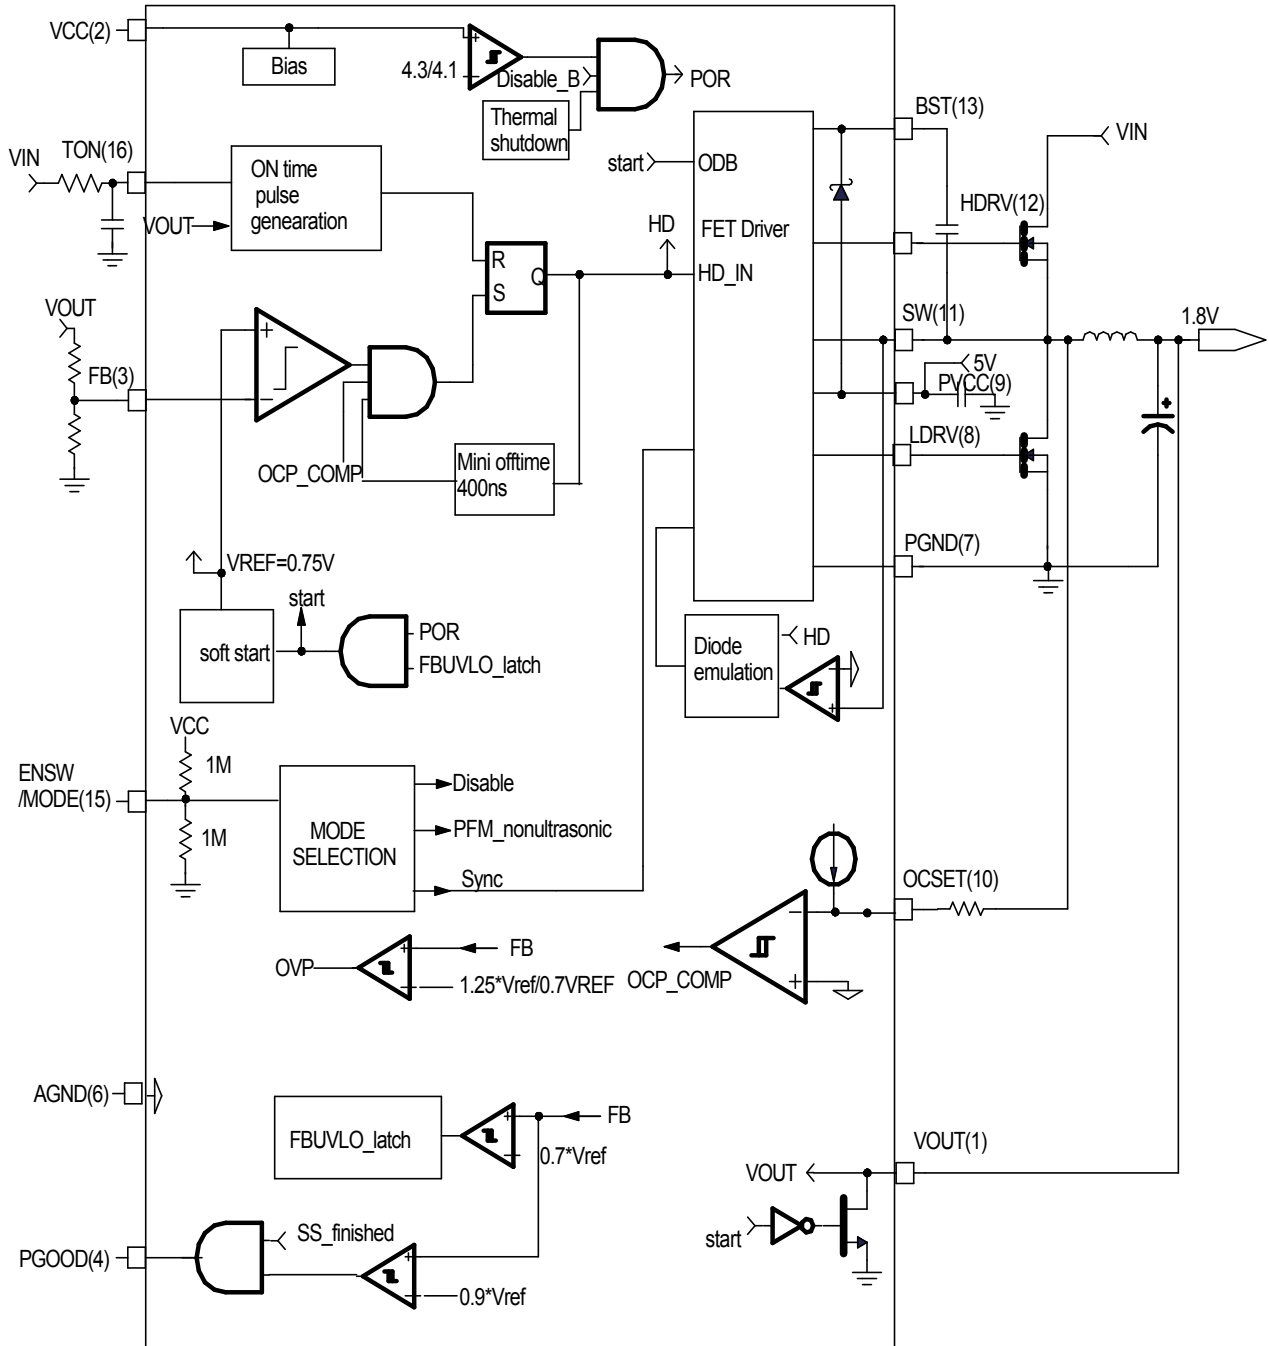 VCC(2)
Bias
4.3/4.1
+
Disable_B
POR
Thermal
shutdown
BST(13)
VIN
TON(16)
VIN
ON time
pulse
genearation
VOUT
start
ODB
HDRV(12)
HD
FET Driver
R
Q
HD_IN
S
SW(11)
1.8V
VOUT
+
5V
FB(3)
PVCC(9)
+
−
LDRV(8)
OCP_COMP
Mini offtime
400ns
PGND(7)
VREF=0.75V
start
POR
soft start
FBUVLO_latch
HD
Diode
emulation
−
+
VCC
1M
ENSW
/MODE(15)
Disable
MODE
SELECTION
PFM_nonultrasonic
1M
Sync
OCSET(10)
−
+
OCP_COMP
FB
+
OVP
−
1.25*Vref/0.7VREF
AGND(6)
FB
+
FBUVLO_latch
−
0.7*Vref
VOUT(1)
VOUT
SS_finished
start
PGOOD(4)
+
−
0.9*Vref